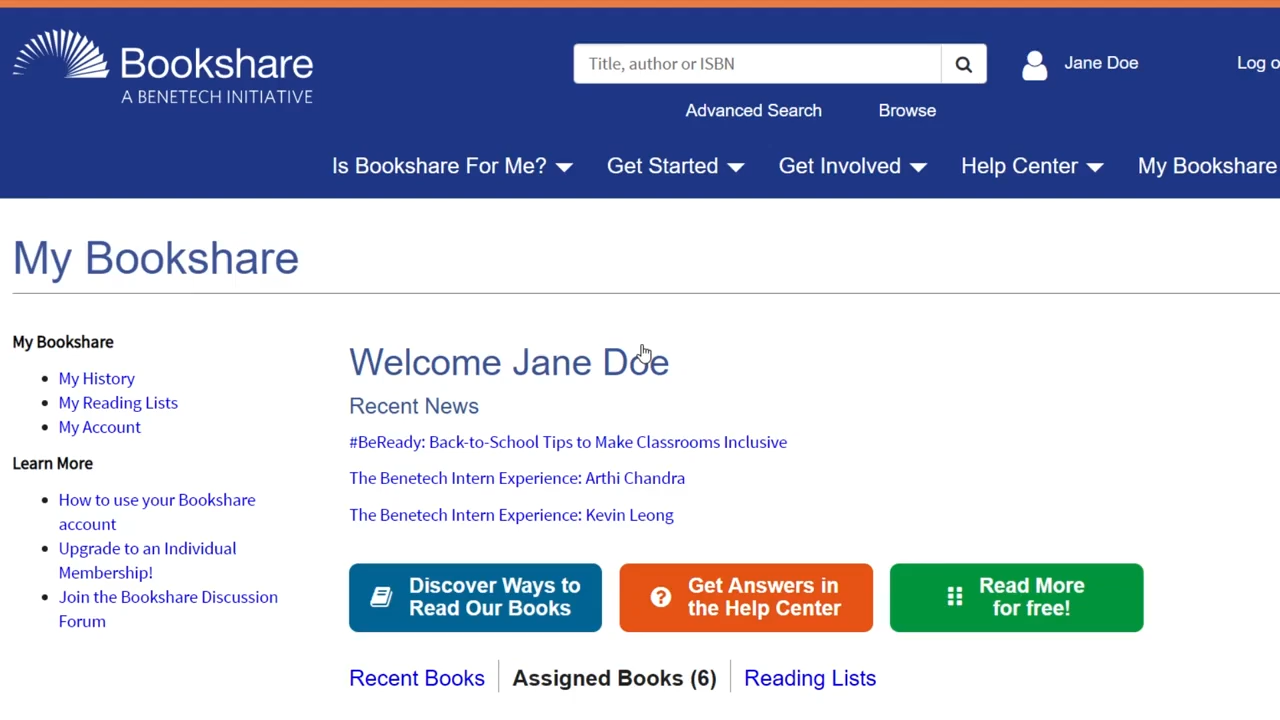 Bookshare
A BENETECH INITIATIVE
Title, author or ISBN
Jane Doe
Log o
Advanced Search
Browse
Is Bookshare For Me?
Get Started
Get Involved
Help Center
My Bookshare
My Bookshare
My Bookshare
My History
My Reading Lists
My Account
Learn More
How to use your Bookshare
account
Upgrade to an Individual
Membership!
Join the Bookshare Discussion
Forum
Welcome Jane Doe
Recent News
#BeReady: Back-to-School Tips to Make Classrooms Inclusive
The Benetech Intern Experience: Arthi Chandra
The Benetech Intern Experience: Kevin Leong
Discover Ways to
Read Our Books
Get Answers in
the Help Center
Read More
for free!
Recent Books
Assigned Books (6)
Reading Lists